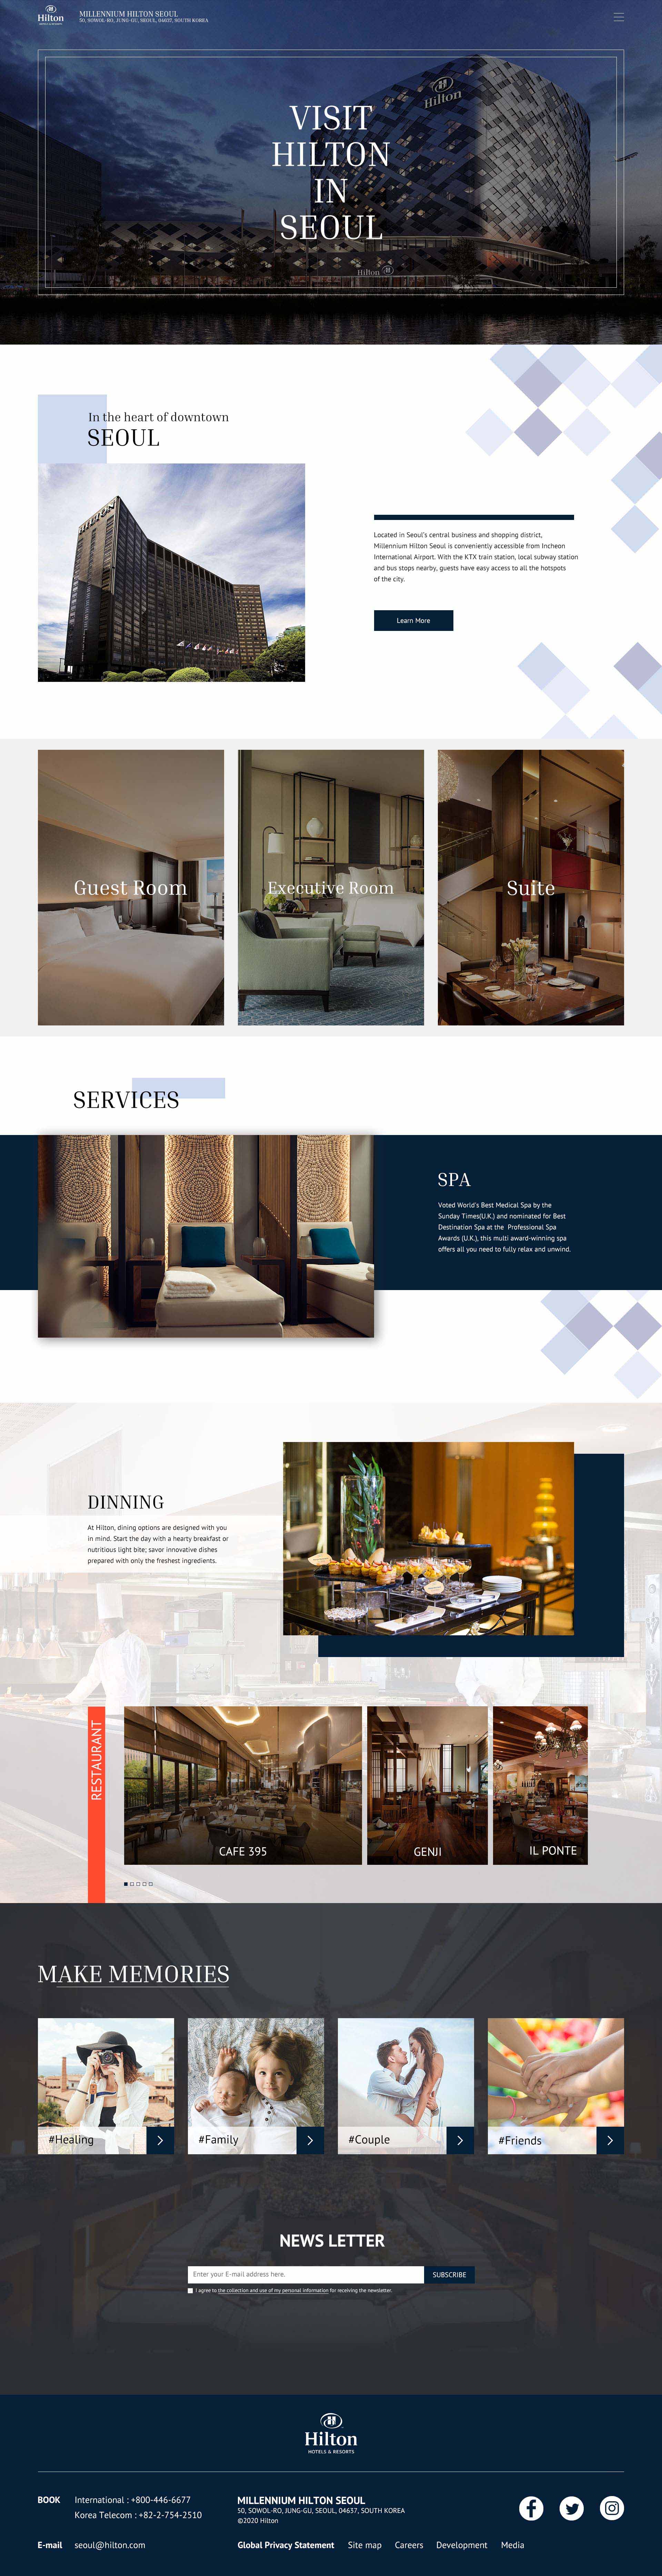 Hilton
HOTELS & RESORTS
MILLENNIUM HILTON SEOUL
50, SOWOL-RO, JUNG-GU, SEOUL, 04637, SOUTH KOREA
Hilton
VISIT
HILTON
IN
SEOUL
Hilton
In the heart of downtown
SEOUL
HILTON
Located in Seoul's central business and shopping district,
Millennium Hilton Seoul is conveniently accessible from Incheon
International Airport. With the KTX train station, local subway station
and bus stops nearby, guests have easy access to all the hotspots
of the city.
Learn More
Guest Room
Executive Room
Suite
SERVICES
SPA
Voted World's Best Medical Spa by the
Sunday Times(U.K.) and nominated for Best
Destination Spa at the Professional Spa
Awards (U.K.), this multi award-winning spa
offers all you need to fully relax and unwind.
DINNING
At Hilton, dining options are designed with you
in mind. Start the day with a hearty breakfast or
nutritious light bite; savor innovative dishes
prepared with only the freshest ingredients.
RESTAURANT
CAFE 395
GENJI
IL PONTE
MAKE MEMORIES
#Healing
#Family
#Couple
#Friends
NEWS LETTER
Enter your E-mail address here.
SUBSCRIBE
I agree to the collection and use of my personal information for receiving the newsletter.
Hilton
HOTELS & RESORTS
BOOK
International : +800-446-6677
Korea Telecom : +82-2-754-2510
E-mail
seoul@hilton.com
MILLENNIUM HILTON SEOUL
50, SOWOL-RO, JUNG-GU, SEOUL, 04637, SOUTH KOREA
©2020 Hilton
Global Privacy Statement
Site map
Careers
Development
Media